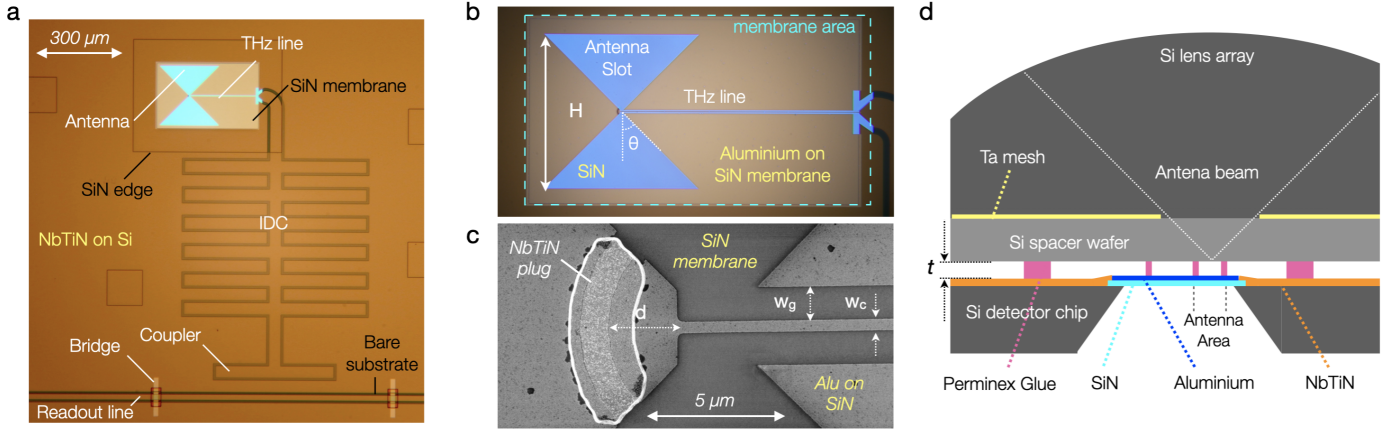 a
300 µm
THz line
SiN membrane
Antenna
SiN edge
IDC
NbTiN on Si
Coupler
Bridge
Bare
substrate
Readout line
b
membrane area
Antenna
Slot
H
THz line
θ
SiN
Aluminium on
SiN membrane
c
NbTiN
plug
SiN
membrane
d
wg
wc
5 µm
Alu on
SiN
d
Si lens array
Ta mesh
Antena beam
Si spacer wafer
t
Si detector chip
Antenna
Area
Perminex Glue
SiN
Aluminium
NbTiN